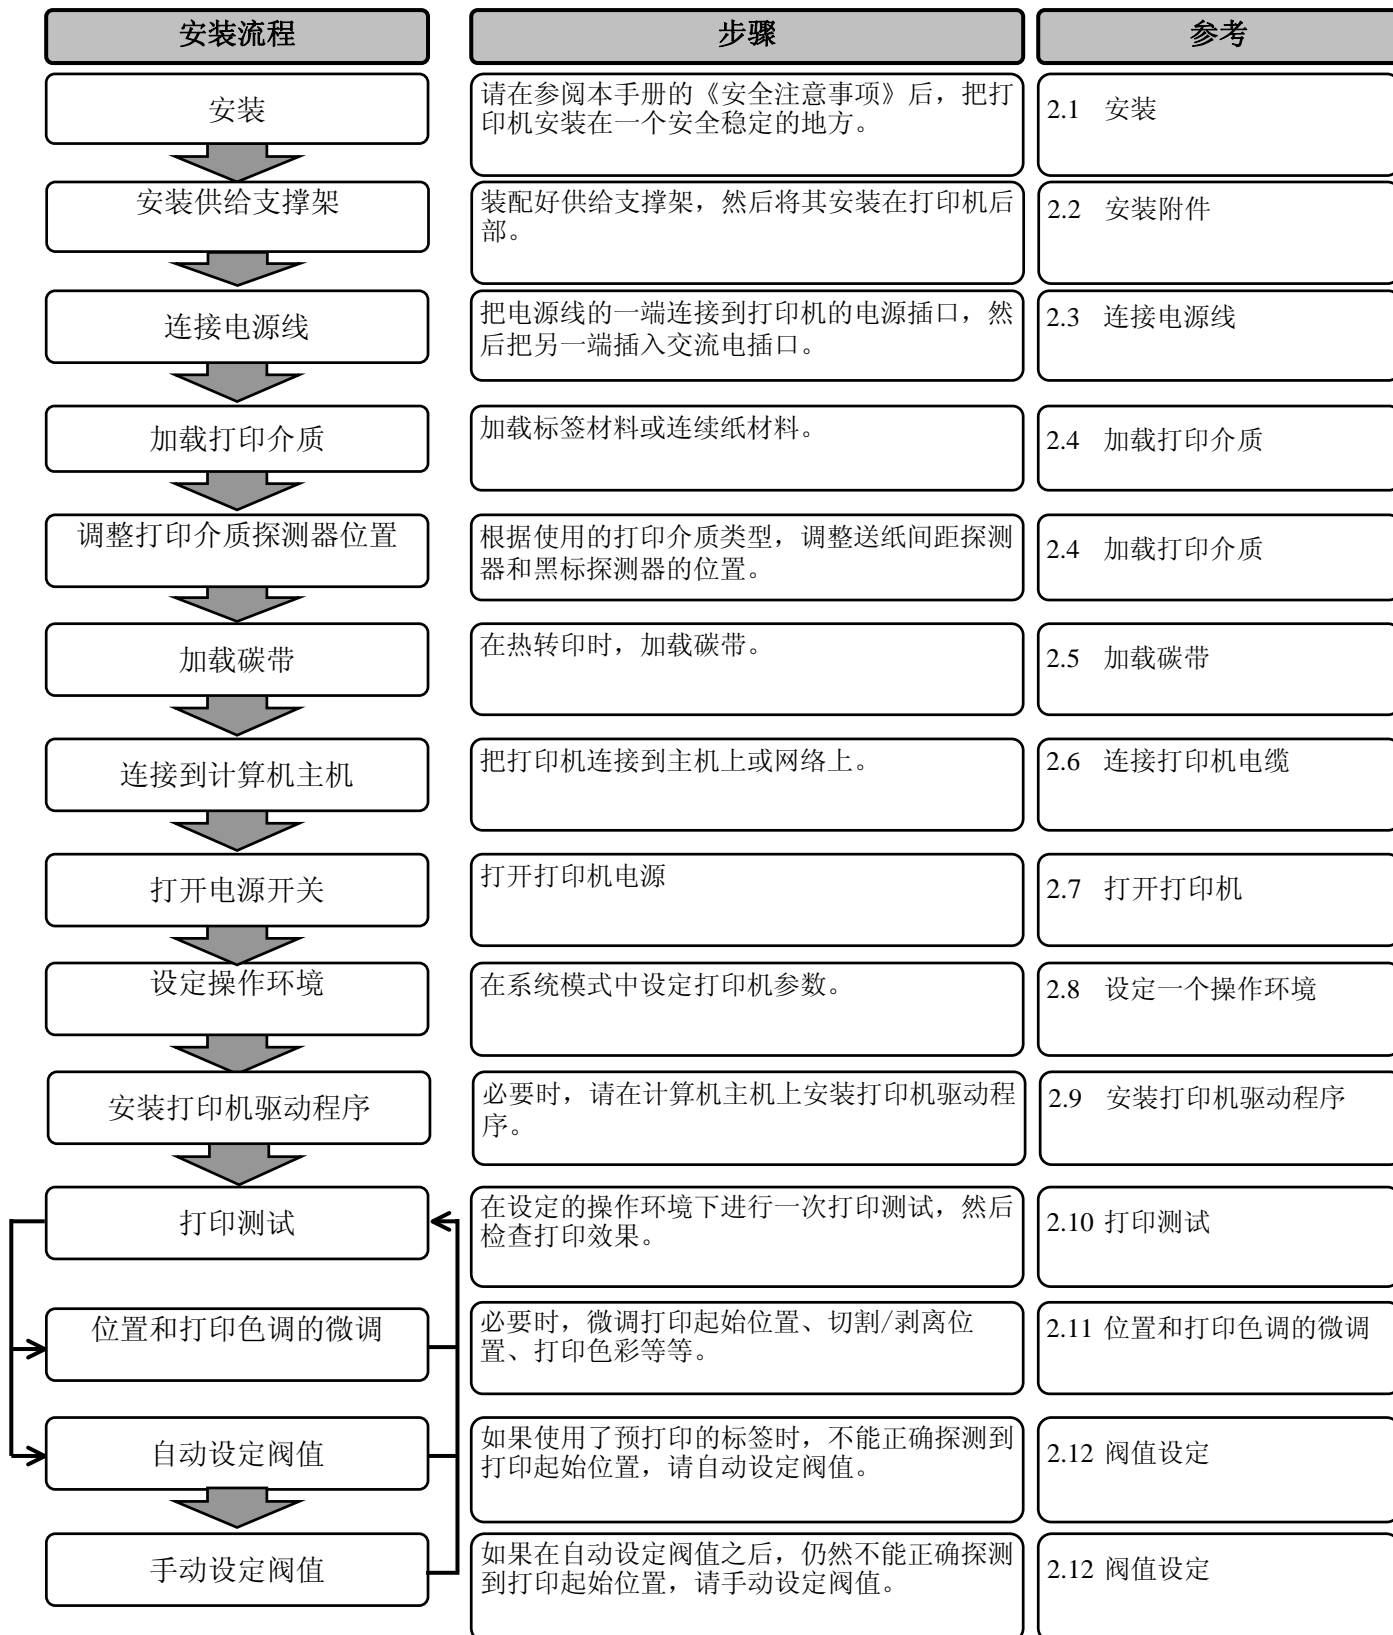 安装流程
步骤
参考
安装
请在参阅本手册的《安全注意事项》后，把打
印机安装在一个安全稳定的地方。
2.1 安装
安装供给支撑架
装配好供给支撑架，然后将其安装在打印机后
部。
2.2 安装附件
连接电源线
把电源线的一端连接到打印机的电源插口，然
后把另一端插入交流电插口。
2.3 连接电源线
加载打印介质
加载标签材料或连续纸材料。
2.4 加载打印介质
调整打印介质探测器位置
根据使用的打印介质类型，调整送纸间距探测
器和黑标探测器的位置。
2.4 加载打印介质
加载碳带
在热转印时，加载碳带。
2.5 加载碳带
连接到计算机主机
把打印机连接到主机上或网络上。
2.6 连接打印机电缆
打开电源开关
打开打印机电源
2.7 打开打印机
设定操作环境
在系统模式中设定打印机参数。
2.8 设定一个操作环境
安装打印机驱动程序
必要时，请在计算机主机上安装打印机驱动程
序。
2.9 安装打印机驱动程序
打印测试
在设定的操作环境下进行一次打印测试，然后
检查打印效果。
2.10 打印测试
位置和打印色调的微调
必要时，微调打印起始位置、切割/剥离位
置、打印色彩等等。
2.11 位置和打印色调的微调
自动设定阀值
如果使用了预打印的标签时，不能正确探测到
打印起始位置，请自动设定阀值。
2.12 阀值设定
手动设定阀值
如果在自动设定阀值之后，仍然不能正确探测
到打印起始位置，请手动设定阀值。
2.12 阀值设定